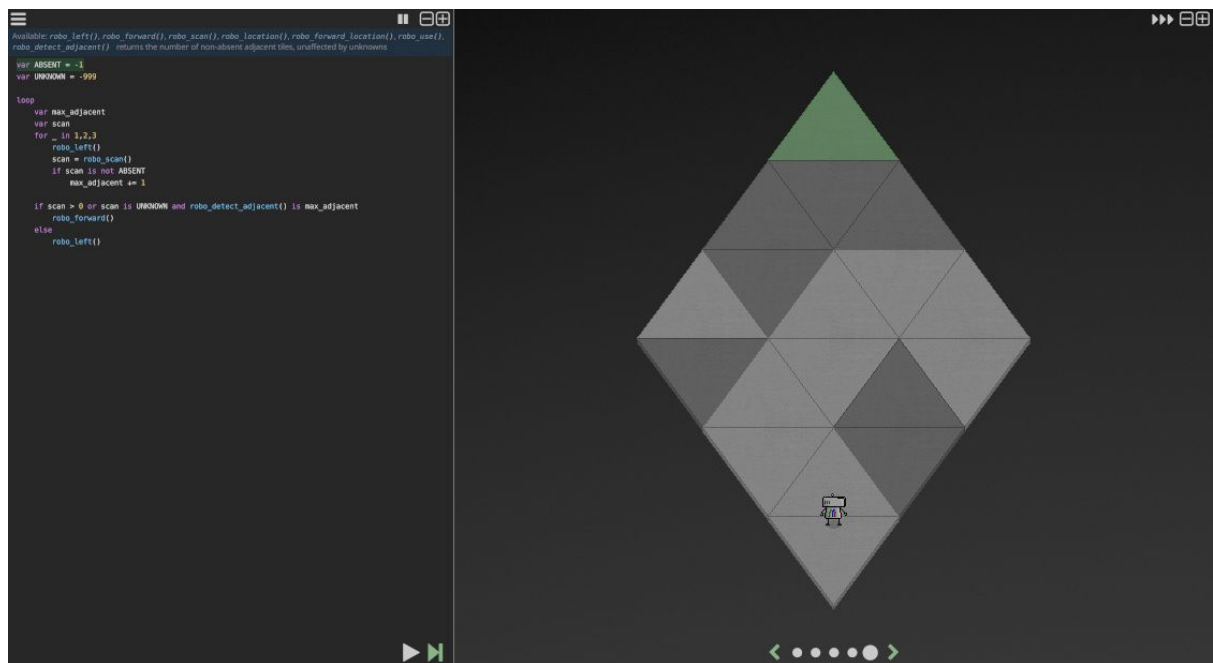 Available: robo_left(), robo_forward(), robo_scan(), robo_location(), robo_forward_location(), robo_use(),
robo_detect_adjacent() returns the number of non-absent adjacent tiles, unaffected by unknowns
var ABSENT = -1
var UNKNOWN = -999
loop
var max_adjacent
var scan
for _ in 1,2,3
robo_left()
scan = robo_scan()
if scan is not ABSENT
max_adjacent += 1
if scan > 0 or scan is UNKNOWN and robo_detect_adjacent() is max_adjacent
robo_forward()
else
robo_left()